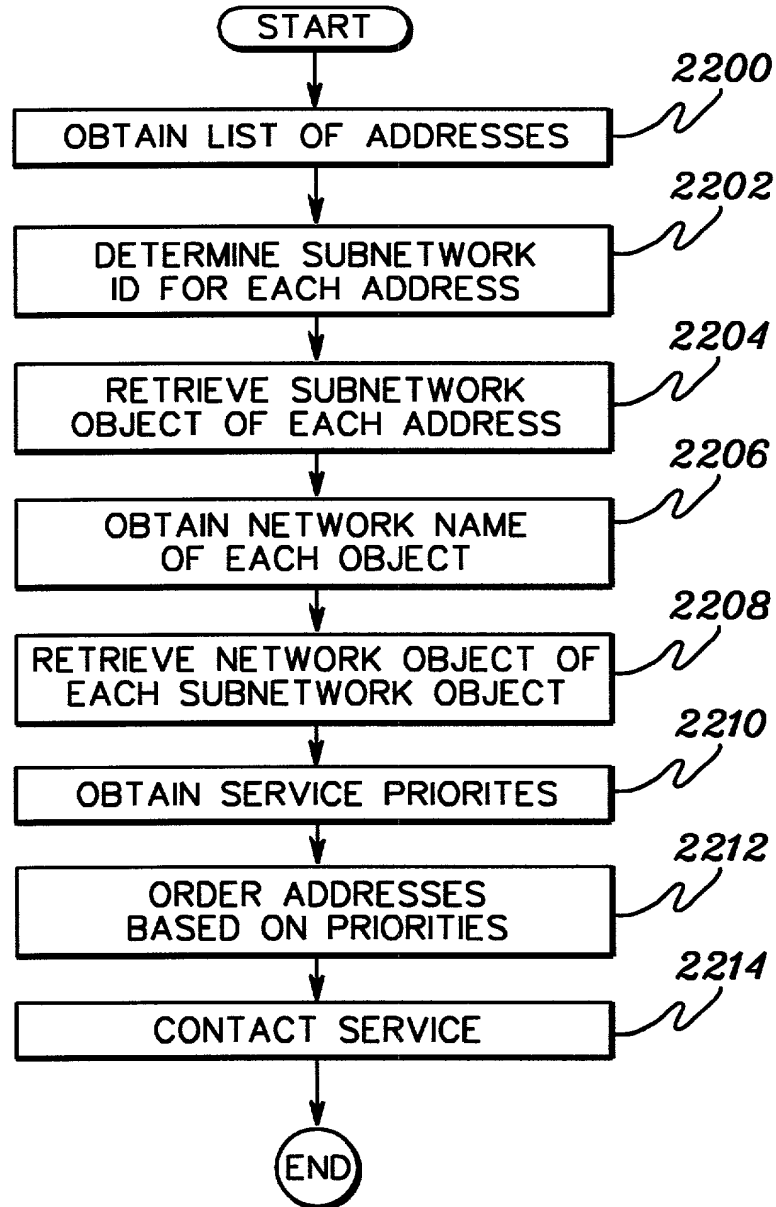 START
2200
OBTAIN LIST OF ADDRESSES
2202
DETERMINE SUBNETWORK
ID FOR EACH ADDRESS
2204
RETRIEVE SUBNETWORK
OBJECT OF EACH ADDRESS
2206
OBTAIN NETWORK NAME
OF EACH OBJECT
2208
RETRIEVE NETWORK OBJECT OF
EACH SUBNETWORK OBJECT
2210
OBTAIN SERVICE PRIORITES
2212
ORDER ADDRESSES
BASED ON PRIORITIES
2214
CONTACT SERVICE
END